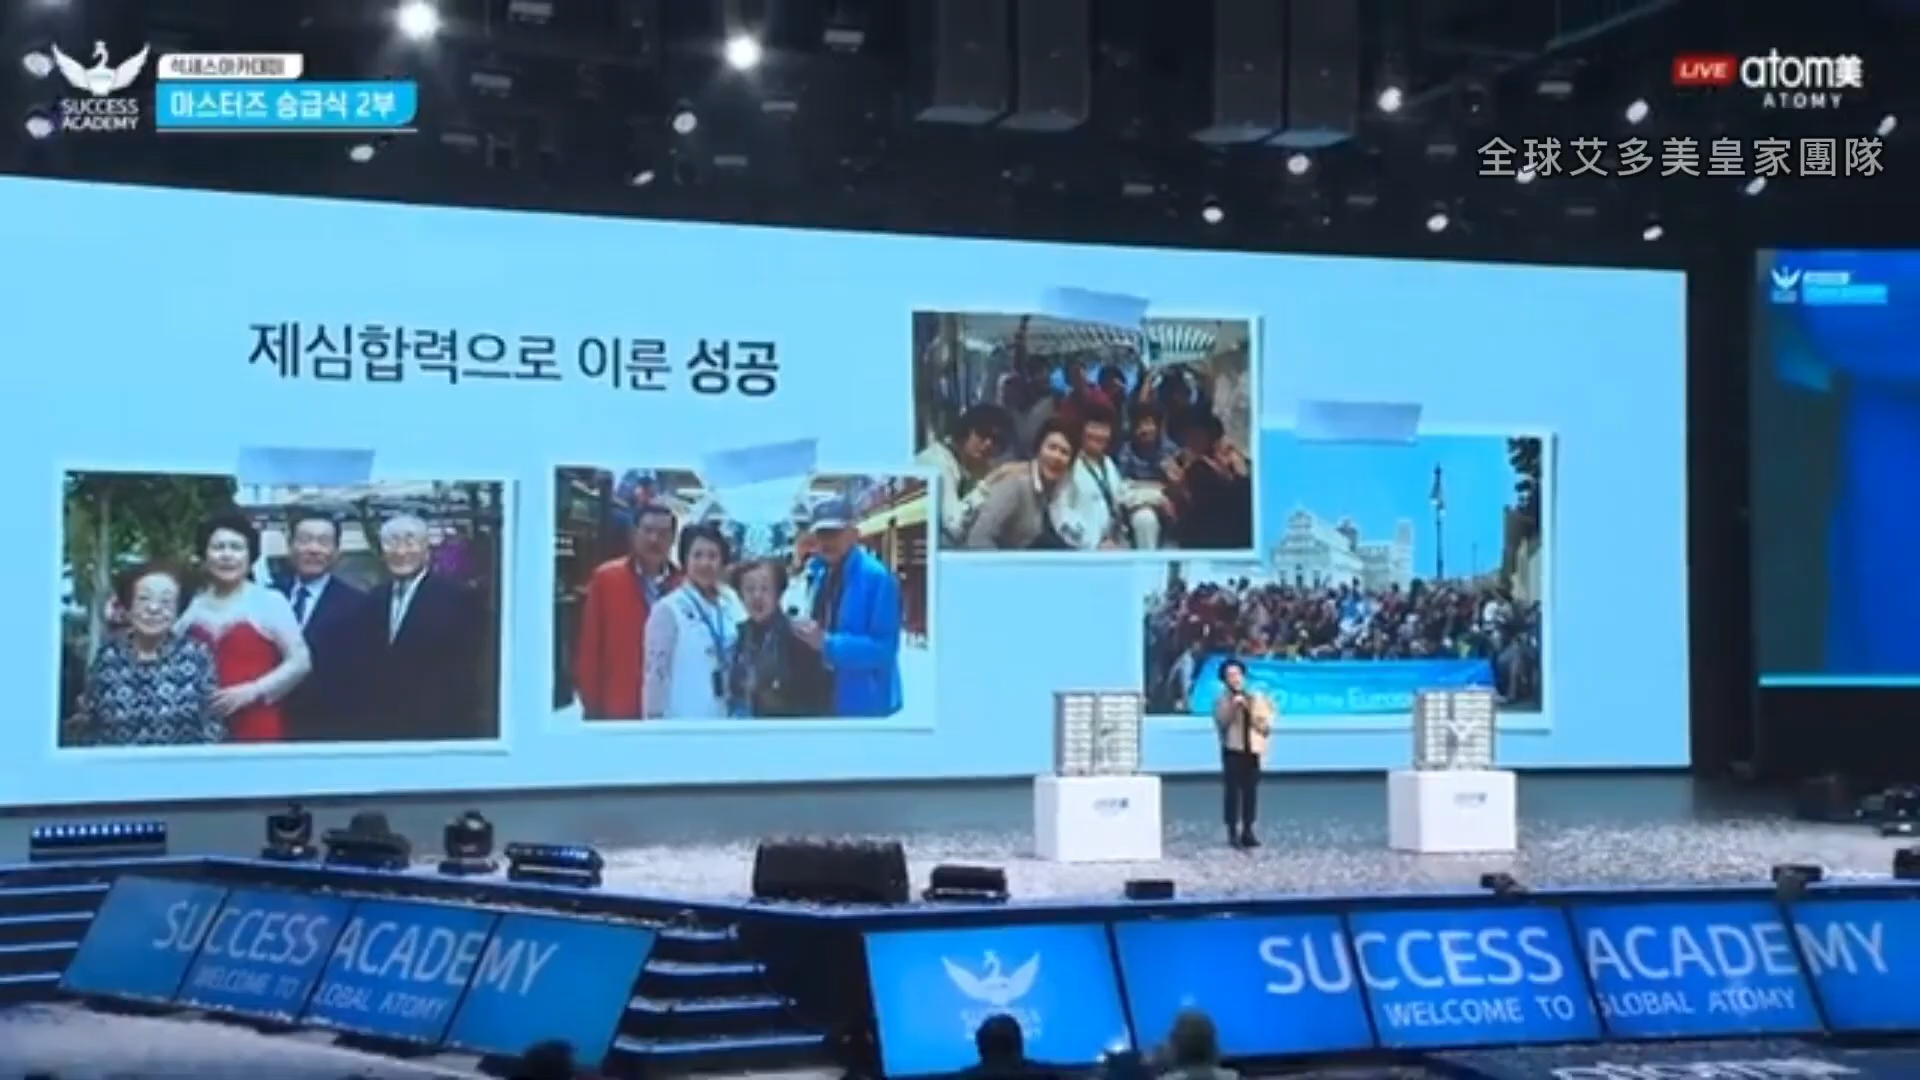 SUCCESS
ACADEMY
석세스아카데미
마스터즈 승급식 2부
LIVE atom美
ATOMY
全球艾多美皇家團隊
제심합력으로 이룬 성공
SUCCESS ACADEMY
WELCOME TO GLOBAL ATOMY
SUCCESS ACADEMY
WELCOME TO GLOBAL ATOMY